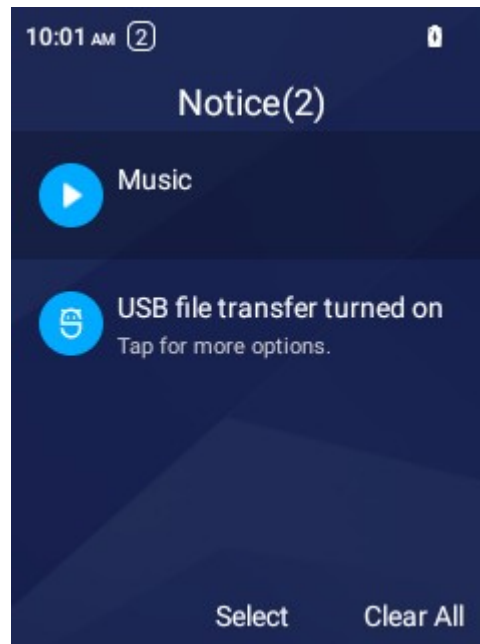 10:01 AM 2
Notice(2)
Music
USB file transfer turned on
Tap for more options.
Select Clear All